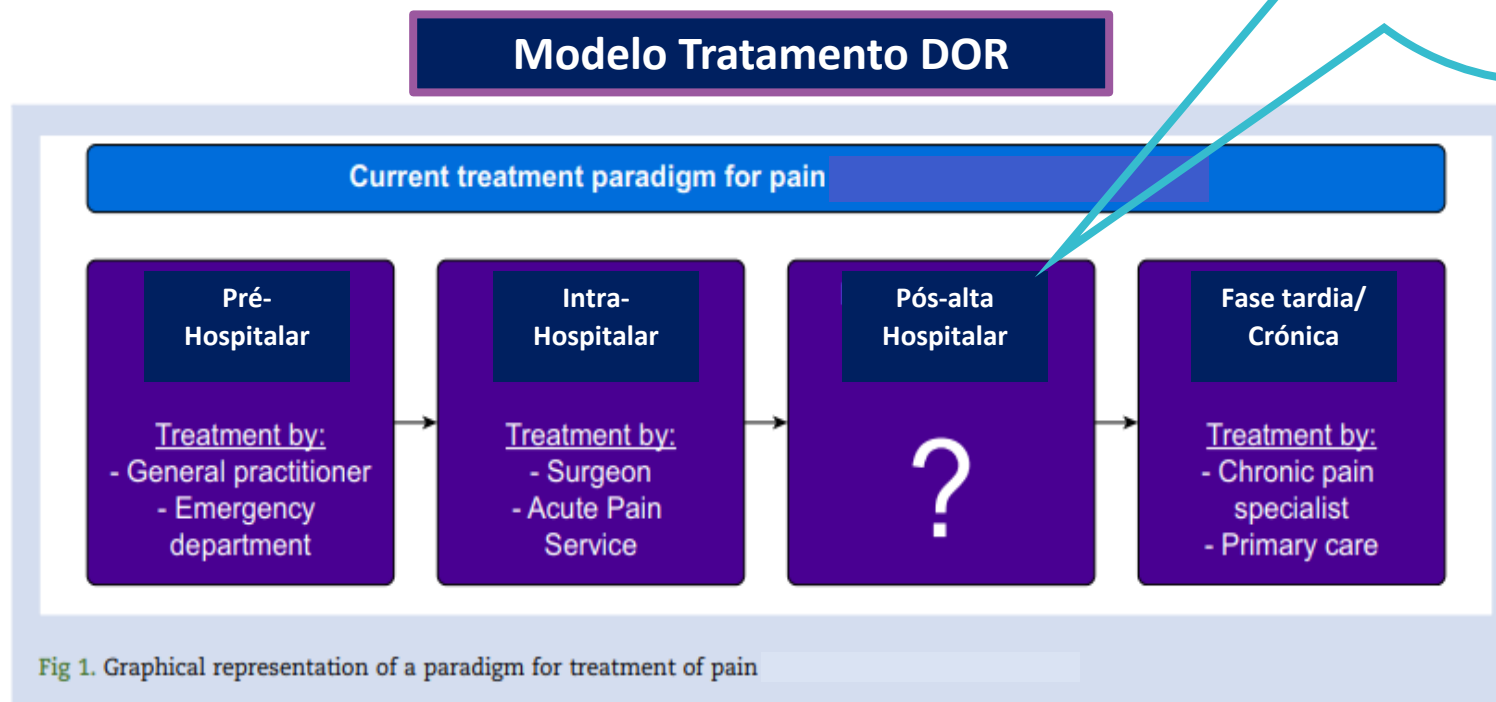 Modelo Tratamento DOR
Current treatment paradigm for pain
Pré-
Hospitalar
Treatment by:
- General practitioner
- Emergency
department
Intra-
Hospitalar
Treatment by:
- Surgeon
- Acute Pain
Service
Pós-alta
Hospitalar
?
Fase tardia/
Crónica
Treatment by:
- Chronic pain
specialist
- Primary care
Fig 1. Graphical representation of a paradigm for treatment of pain